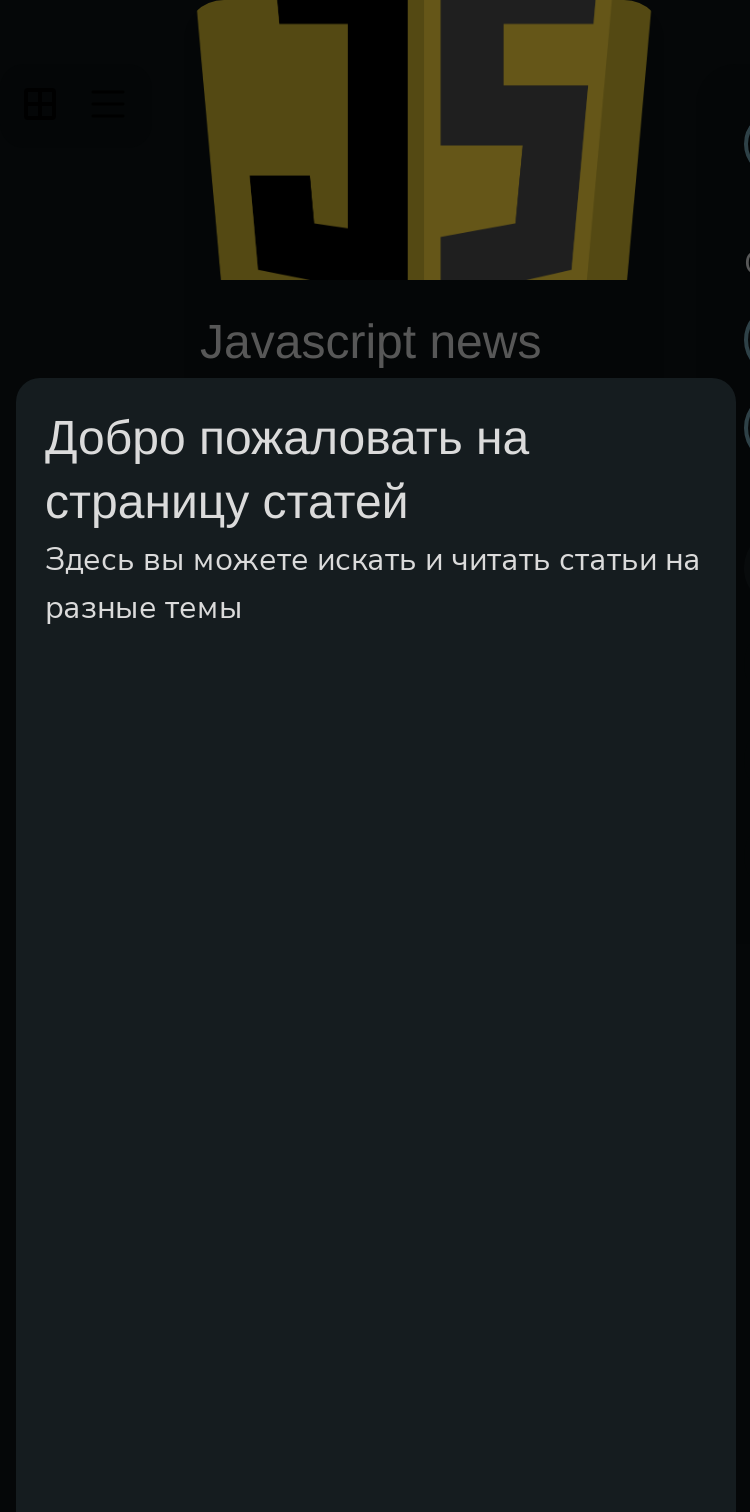 JS
Javascript news
Добро пожаловать на
страницу статей
Здесь вы можете искать и читать статьи на
разные темы